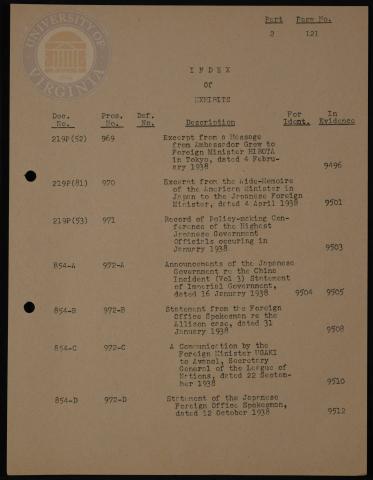 UNIVERSITY OF VIRGINIA
Part Page No.
2 121
INDEX
Of
EXHIBITS
Doc. Pros. Def. For In
No. No. No. Description Ident. Evidence
219P(52) 969 Excerpt from a Message
from Ambassador Grew to
Foreign Minister HIROTA
in Tokyo, dated 4 Febru-
ary 1938 9496
219P(81) 970 Excerpt from the Aide-Memoire
of the American Minister in
Japan to the Japanese Foreign
Minister, dated 4 April 1938 9501
219P(53) 971 Record of Policy-making Con-
ference of the Highest
Japanese Government
Officials occuring in
January 1938 9503
854-A 972-A Announcements of the Japanese
Government re the China
Incident (Vol 3) Statement
of Imperial Government,
dated 16 January 1938 9504 9505
854-B 972-B Statement from the Foreign
Office Spokesman re the
Allison case, dated 31
January 1938 9508
854-C 972-C A Communication by the
Foreign Minister UGAKI
to Avenol, Secretary
General of the League of
Nations, dated 22 Septem-
ber 1938 9510
854-D 972-D Statement of the Japanese
Foreign Office Spokesman,
dated 12 October 1938 9512